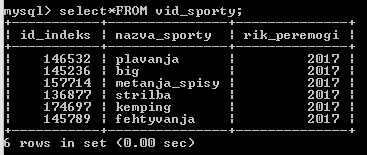 mysql> select*FROM vid_sporty;
+-----------+---------------+---------------+
| id_indeks | nazva_sporty | rik_peremogi |
+-----------+---------------+---------------+
| 146532 | plavanja | 2017 |
| 145236 | big | 2017 |
| 157714 | metanja_spisy | 2017 |
| 136877 | strilba | 2017 |
| 174697 | kemping | 2017 |
| 145789 | fehtyvanja | 2017 |
+-----------+---------------+---------------+
6 rows in set (0.00 sec)